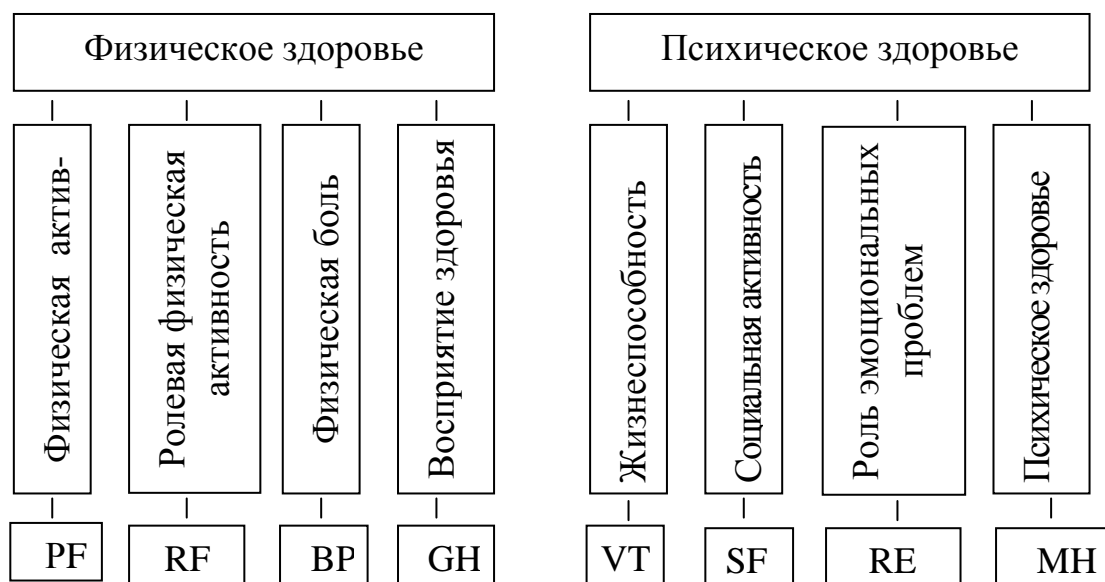 Физическое здоровье
Психическое здоровье
Физическая актив-
Ролевая физическая
активность
Физическая боль
Восприятие здоровья
Жизнеспособность
Социальная активность
Роль эмоциональных
проблем
Психическое здоровье
PF
RF
BP
GH
VT
SF
RE
MH